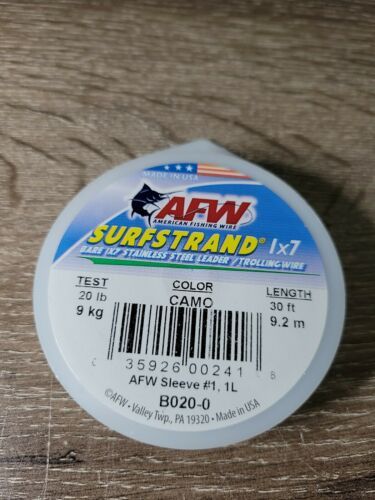 MADE IN USA
AFW
AMERICAN FISHING WIRE
SURFSTRAND® 1x7
BARE 1X7 STAINLESS STEEL LEADER / TROLLING WIRE
TEST COLOR LENGTH
20 lb CAMO 30 ft
9 kg 9.2 m
C 35926 00241 B
AFW Sleeve #1, 1L
B020-0
©AFW • Valley Twp., PA 19320 • Made in USA